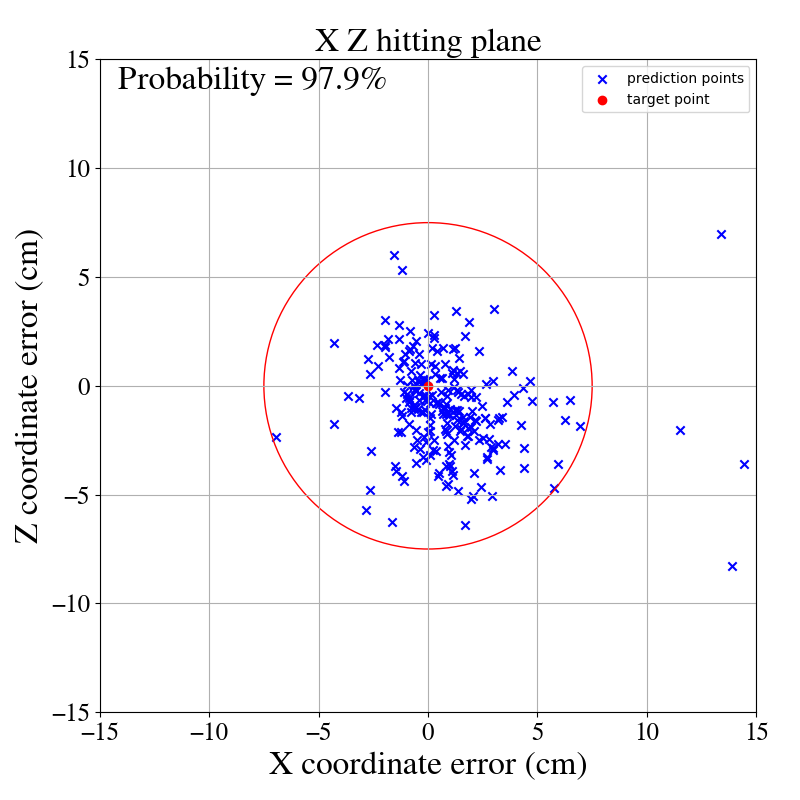 X Z hitting plane
Probability = 97.9%
prediction points
target point
Z coordinate error (cm)
15
10
5
0
−5
−10
−15
−15
−10
−5
0
5
10
15
X coordinate error (cm)